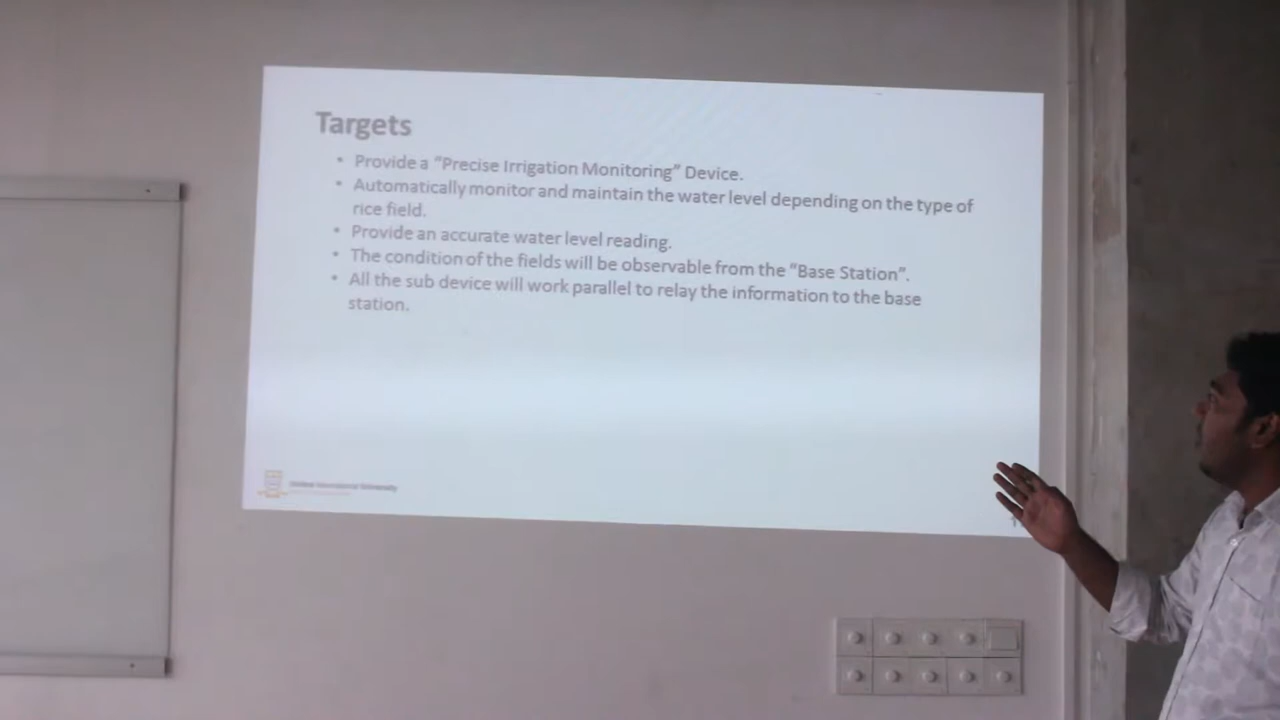 Targets
• Provide a “Precise Irrigation Monitoring” Device.
• Automatically monitor and maintain the water level depending on the type of
rice field.
• Provide an accurate water level reading.
• The condition of the fields will be observable from the “Base Station”.
• All the sub device will work parallel to relay the information to the base
station.
University